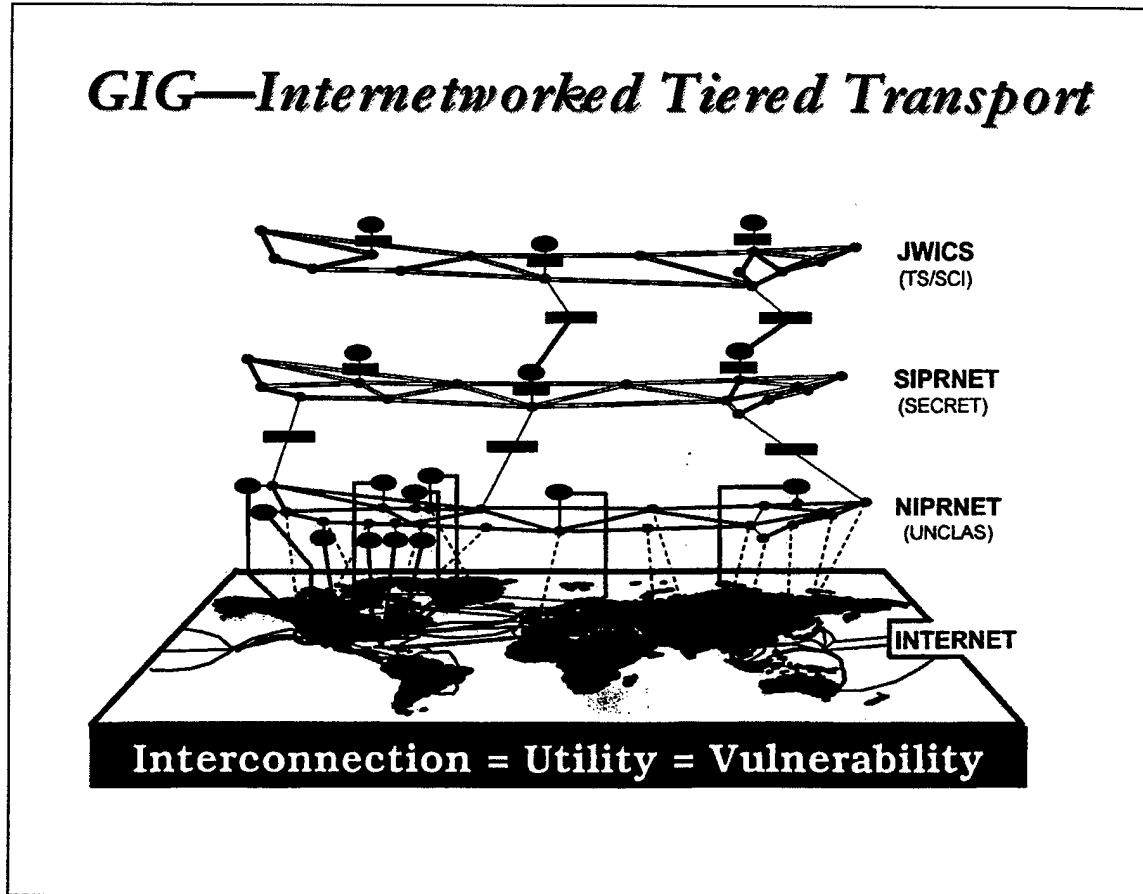 GIG—Internetworked Tiered Transport
JWICS
(TS/SCI)
SIPRNET
(SECRET)
NIPRNET
(UNCLAS)
INTERNET
Interconnection = Utility = Vulnerability